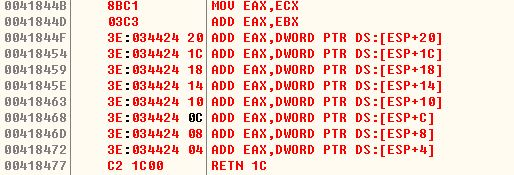 0041844B 8BC1 MOV EAX,ECX
0041844D 03C3 ADD EAX,EBX
0041844F 3E:034424 20 ADD EAX,DWORD PTR DS:[ESP+20]
00418454 3E:034424 1C ADD EAX,DWORD PTR DS:[ESP+1C]
00418459 3E:034424 18 ADD EAX,DWORD PTR DS:[ESP+18]
0041845E 3E:034424 14 ADD EAX,DWORD PTR DS:[ESP+14]
00418463 3E:034424 10 ADD EAX,DWORD PTR DS:[ESP+10]
00418468 3E:034424 0C ADD EAX,DWORD PTR DS:[ESP+C]
0041846D 3E:034424 08 ADD EAX,DWORD PTR DS:[ESP+8]
00418472 3E:034424 04 ADD EAX,DWORD PTR DS:[ESP+4]
00418477 C2 1C00 RETN 1C